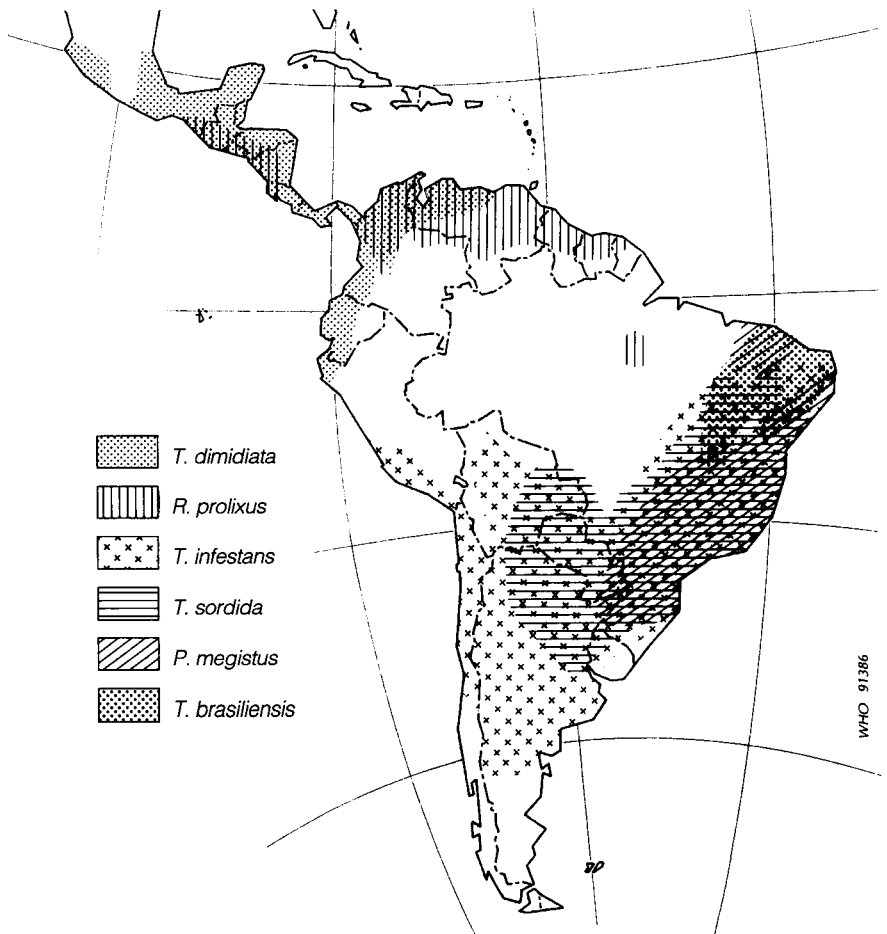 T. dimidiata
R. prolixus
T. infestans
T. sordida
P. megistus
T. brasiliensis
WHO 91386